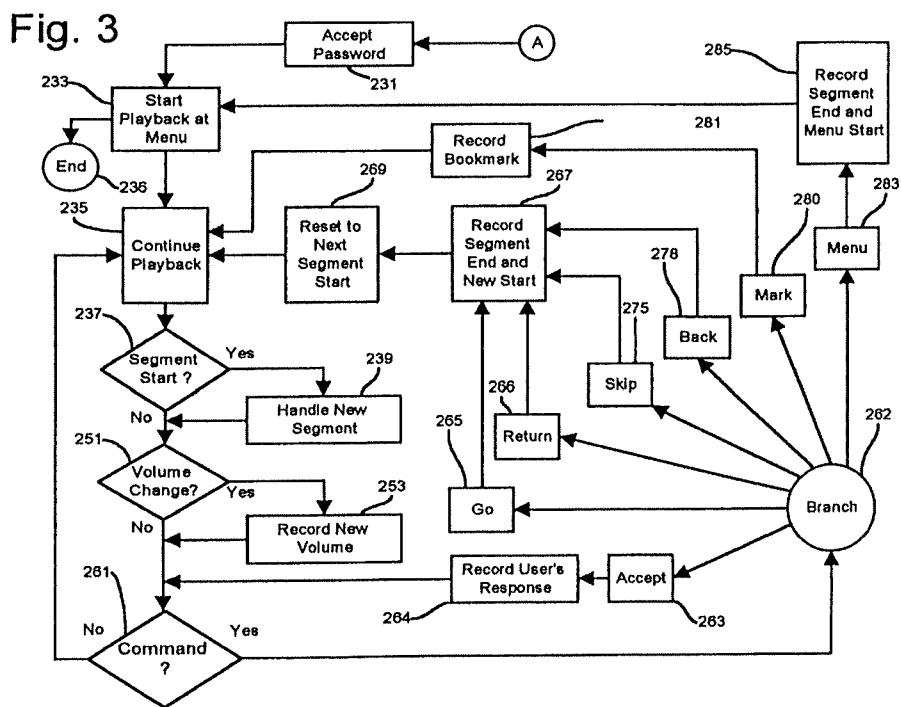 Fig. 3
Accept
Password
A
231
285
Record
Segment
End and
Menu Start
233
Start
Playback at
Menu
End
236
Record
Bookmark
281
269
267
283
235
Continue
Playback
Reset to
Next
Segment
Start
Record
Segment
End and
New Start
280
Menu
278
Mark
275
Back
237
Segment
Start ?
Yes
239
Skip
No
Handle New
Segment
266
Return
265
262
251
Volume
Change?
Yes
253
Go
Branch
No
Record New
Volume
261
Record User's
Response
Accept
264
263
No
Yes
Command
?